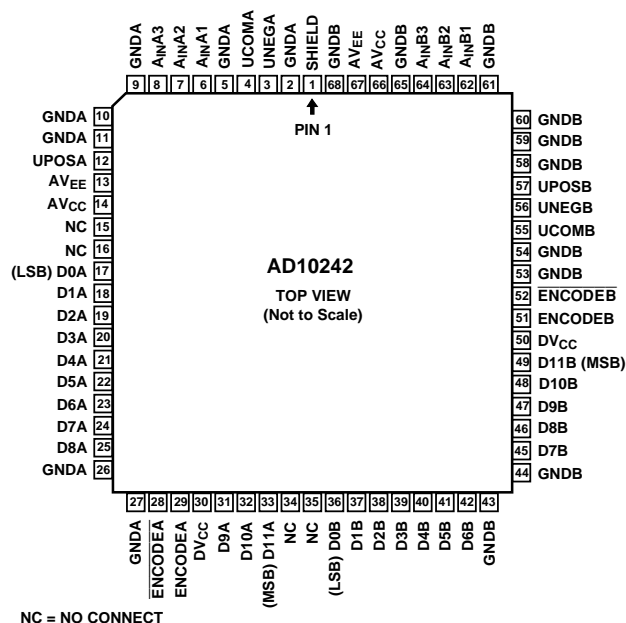 GNDA
AINA3
AINA2
AINA1
GNDA
UCOMA
UNEGA
GNDA
SHIELD
GNDB
AVEE
AVCC
GNDB
AINB3
AINB2
AINB1
GNDB
9 8 7 6 5 4 3 2 1 68 67 66 65 64 63 62 61
PIN 1
GNDA 10
GNDA 11
UPOSA 12
AVEE 13
AVCC 14
NC 15
NC 16
(LSB) D0A 17
D1A 18
D2A 19
D3A 20
D4A 21
D5A 22
D6A 23
D7A 24
D8A 25
GNDA 26
AD10242
TOP VIEW
(Not to Scale)
60 GNDB
59 GNDB
58 GNDB
57 UPOSB
56 UNEGB
55 UCOMB
54 GNDB
53 GNDB
52 ENCODEB
51 ENCODEB
50 DVCC
49 D11B (MSB)
48 D10B
47 D9B
46 D8B
45 D7B
44 GNDB
27 28 29 30 31 32 33 34 35 36 37 38 39 40 41 42 43
GNDA
ENCODEA
ENCODEA
DVCC
D9A
D10A
(MSB) D11A
NC
NC
(LSB) D0B
D1B
D2B
D3B
D4B
D5B
D6B
GNDB
NC = NO CONNECT